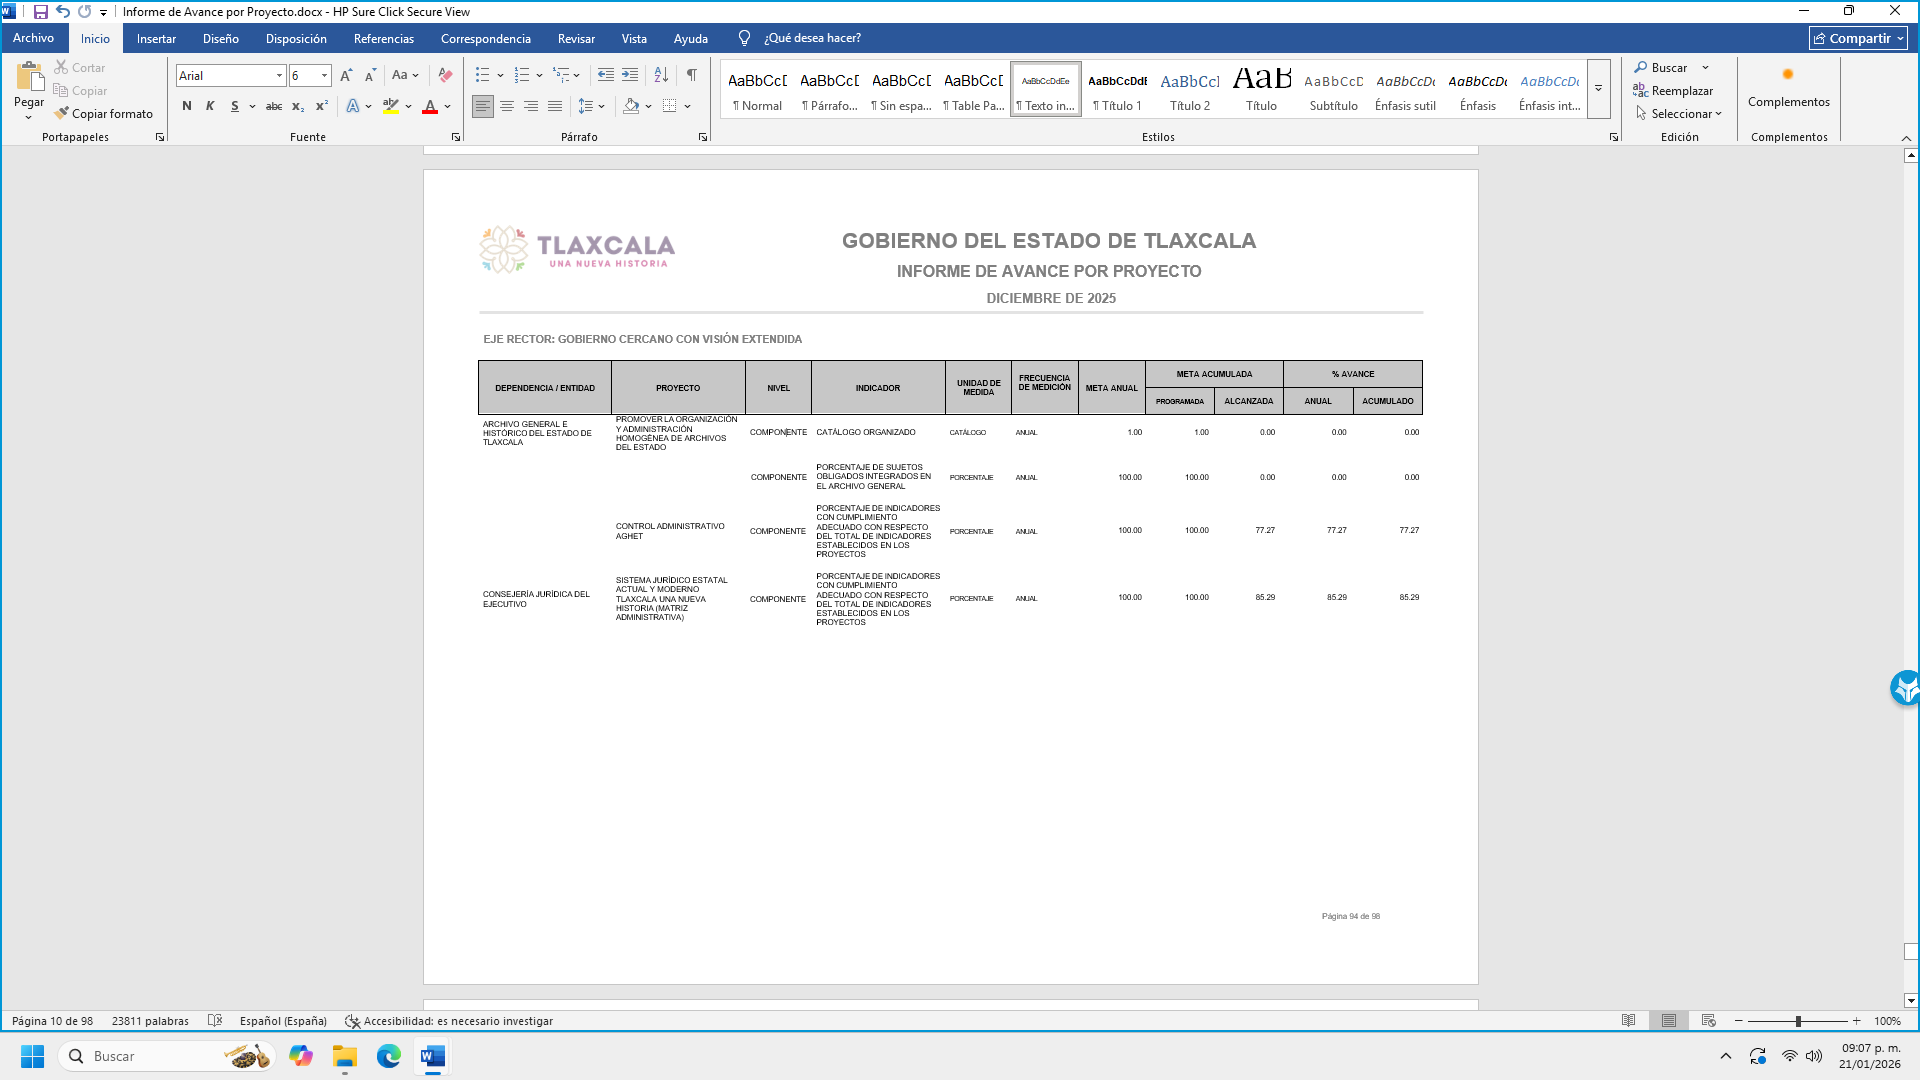 Informe de Avance por Proyecto.docx - HP Sure Click Secure View
Archivo Inicio Insertar Diseño Disposición Referencias Correspondencia Revisar Vista Ayuda ¿Qué desea hacer? Compartir
Pegar
Cortar
Copiar
Copiar formato
Portapapeles
Arial 6
Fuente
Párrafo
AaBbCcD AaBbCcD AaBbCcD AaBbCcD AaBbCcDdEe AaBbCcDdE AaBbCcI AaB AaBbCcD AaBbCcDc AaBbCcDc AaBbCcDc
¶ Normal ¶ Párrafo... ¶ Sin espa... ¶ Table Pa... ¶ Texto in... ¶ Título 1 Título 2 Título Subtítulo Énfasis sutil Énfasis Énfasis int...
Estilos
Buscar
Reemplazar
Seleccionar
Edición
Complementos
Complementos
TLAXCALA
UNA NUEVA HISTORIA
GOBIERNO DEL ESTADO DE TLAXCALA
INFORME DE AVANCE POR PROYECTO
DICIEMBRE DE 2025
EJE RECTOR: GOBIERNO CERCANO CON VISIÓN EXTENDIDA
DEPENDENCIA / ENTIDAD
PROYECTO
NIVEL
INDICADOR
UNIDAD DE
MEDIDA
FRECUENCIA
DE MEDICIÓN
META ANUAL
META ACUMULADA
PROGRAMADA ALCANZADA
% AVANCE
ANUAL ACUMULADO
ARCHIVO GENERAL E
HISTÓRICO DEL ESTADO DE
TLAXCALA
PROMOVER LA ORGANIZACIÓN
Y ADMINISTRACIÓN
HOMOGÉNEA DE ARCHIVOS
DEL ESTADO
COMPONENTE
CATÁLOGO ORGANIZADO
CATÁLOGO
ANUAL
1.00 1.00 0.00 0.00 0.00
COMPONENTE
PORCENTAJE DE SUJETOS
OBLIGADOS INTEGRADOS EN
EL ARCHIVO GENERAL
PORCENTAJE
ANUAL
100.00 100.00 0.00 0.00 0.00
CONTROL ADMINISTRATIVO
AGHET
COMPONENTE
PORCENTAJE DE INDICADORES
CON CUMPLIMIENTO
ADECUADO CON RESPECTO
DEL TOTAL DE INDICADORES
ESTABLECIDOS EN LOS
PROYECTOS
PORCENTAJE
ANUAL
100.00 100.00 77.27 77.27 77.27
CONSEJERÍA JURÍDICA DEL
EJECUTIVO
SISTEMA JURÍDICO ESTATAL
ACTUAL Y MODERNO
TLAXCALA UNA NUEVA
HISTORIA (MATRIZ
ADMINISTRATIVA)
COMPONENTE
PORCENTAJE DE INDICADORES
CON CUMPLIMIENTO
ADECUADO CON RESPECTO
DEL TOTAL DE INDICADORES
ESTABLECIDOS EN LOS
PROYECTOS
PORCENTAJE
ANUAL
100.00 100.00 85.29 85.29 85.29
Página 94 de 98
Página 10 de 98 23811 palabras Español (España) Accesibilidad: es necesario investigar 100%
Buscar
09:07 p. m.
21/01/2026